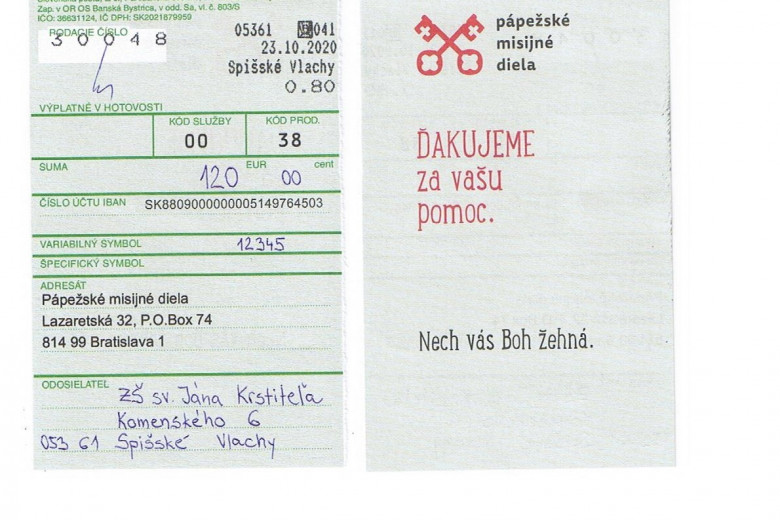 Zap. v OR OS Banská Bystrica, v odd. Sa, vl. č. 803/S
IČO: 36631124, IČ DPH: SK2021879959
PODACIE ČÍSLO
30048
05361 041
23.10.2020
Spišské Vlachy
0.80
VÝPLATNÉ V HOTOVOSTI
KÓD SLUŽBY KÓD PROD.
00 38
SUMA EUR cent
120 00
ČÍSLO ÚČTU IBAN SK8809000000005149764503
VARIABILNÝ SYMBOL 12345
ŠPECIFICKÝ SYMBOL
ADRESÁT
Pápežské misijné diela
Lazaretská 32, P.O.Box 74
814 99 Bratislava 1
ODOSIELATEL ZŠ sv. Jána Krstiteľa
Komenského 6
053 61 Spišské Vlachy
pápežské
misijné
diela
ĎAKUJEME
za vašu
pomoc.
Nech vás Boh žehná.